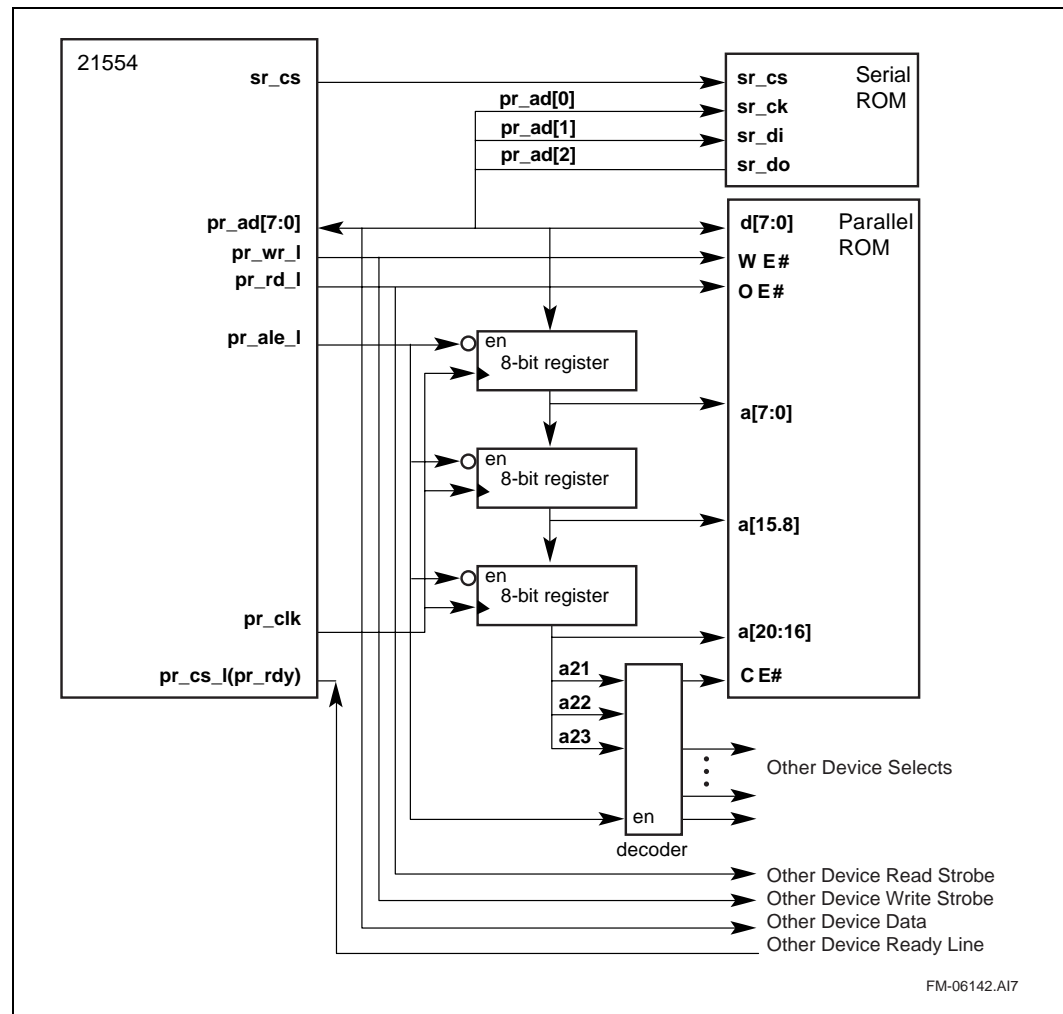 21554
sr_cs
pr_ad[7:0]
pr_wr_l
pr_rd_l
pr_ale_l
pr_clk
pr_cs_l(pr_rdy)
pr_ad[0]
pr_ad[1]
pr_ad[2]
sr_cs
sr_ck
sr_di
sr_do
Serial
ROM
d[7:0]
W E#
O E#
Parallel
ROM
en
8-bit register
a[7:0]
en
8-bit register
a[15.8]
en
8-bit register
a[20:16]
C E#
a21
a22
a23
en
decoder
Other Device Selects
Other Device Read Strobe
Other Device Write Strobe
Other Device Data
Other Device Ready Line
FM-06142.AI7